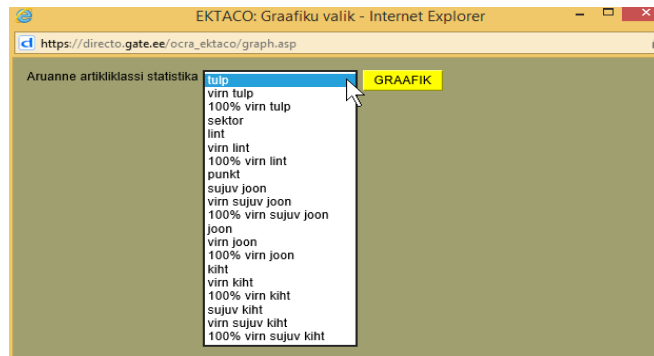 EKTACO: Graafiku valik - Internet Explorer
https://directo.gate.ee/ocra_ektaco/graph.asp
Aruanne artikliklassi statistika tulp GRAAFIK
virn tulp
100% virn tulp
sektor
lint
virn lint
100% virn lint
punkt
sujuv joon
virn sujuv joon
100% virn sujuv joon
joon
virn joon
100% virn joon
kiht
virn kiht
100% virn kiht
sujuv kiht
virn sujuv kiht
100% virn sujuv kiht